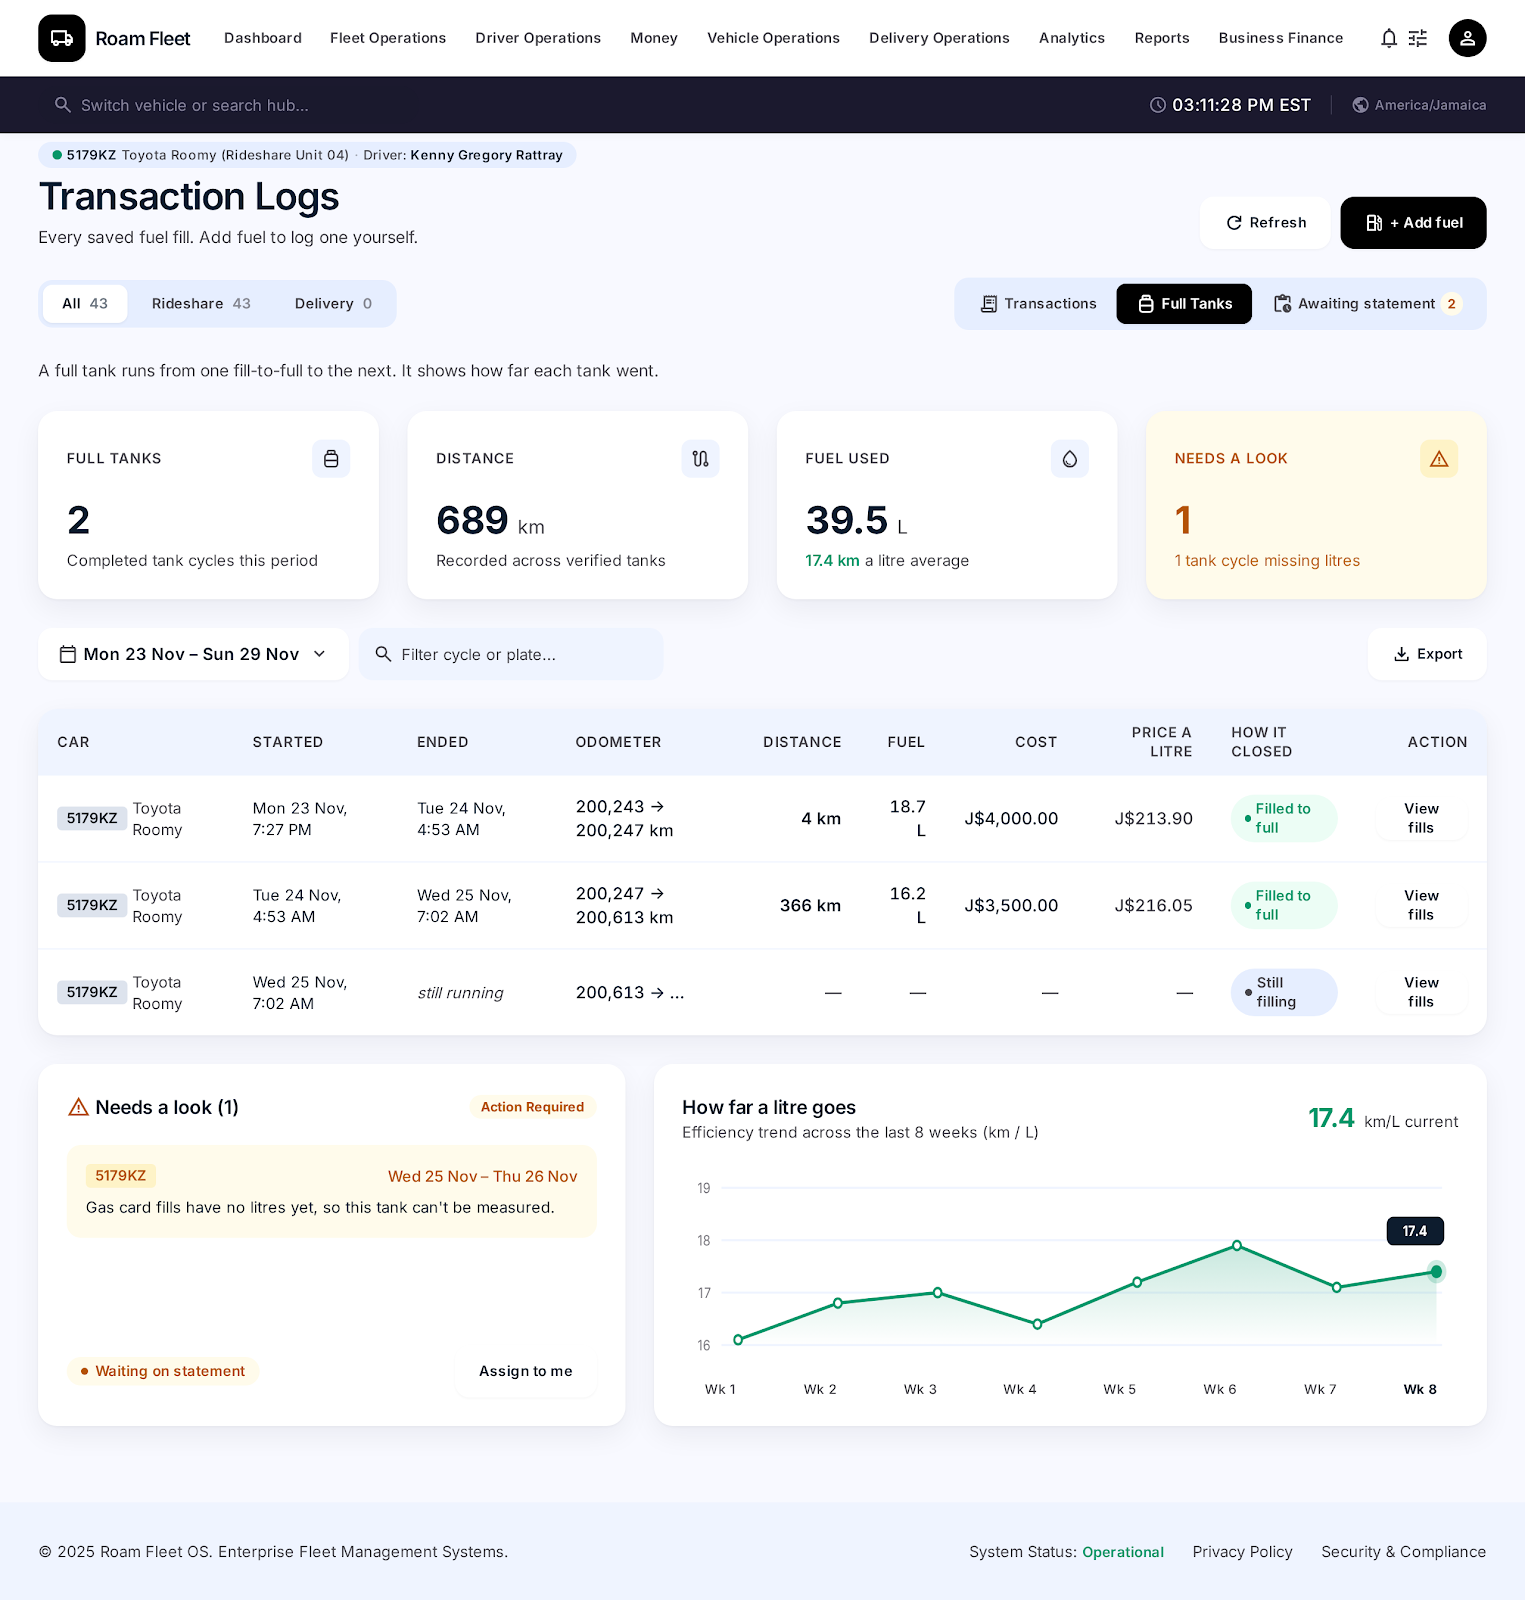 Roam Fleet Dashboard Fleet Operations Driver Operations Money Vehicle Operations Delivery Operations Analytics Reports Business Finance
Switch vehicle or search hub... 03:11:28 PM EST America/Jamaica
5179KZ Toyota Roomy (Rideshare Unit 04) · Driver: Kenny Gregory Rattray
Transaction Logs
Every saved fuel fill. Add fuel to log one yourself.
Refresh + Add fuel
All 43 Rideshare 43 Delivery 0
Transactions Full Tanks Awaiting statement 2
A full tank runs from one fill-to-full to the next. It shows how far each tank went.
FULL TANKS
2
Completed tank cycles this period
DISTANCE
689 km
Recorded across verified tanks
FUEL USED
39.5 L
17.4 km a litre average
NEEDS A LOOK
1
1 tank cycle missing litres
Mon 23 Nov – Sun 29 Nov Filter cycle or plate... Export
CAR STARTED ENDED ODOMETER DISTANCE FUEL COST PRICE A LITRE HOW IT CLOSED ACTION
5179KZ Toyota Roomy Mon 23 Nov, 7:27 PM Tue 24 Nov, 4:53 AM 200,243 → 200,247 km 4 km 18.7 L J$4,000.00 J$213.90 Filled to full View fills
5179KZ Toyota Roomy Tue 24 Nov, 4:53 AM Wed 25 Nov, 7:02 AM 200,247 → 200,613 km 366 km 16.2 L J$3,500.00 J$216.05 Filled to full View fills
5179KZ Toyota Roomy Wed 25 Nov, 7:02 AM still running 200,613 → ... — — — — Still filling View fills
Needs a look (1) Action Required
5179KZ Wed 25 Nov – Thu 26 Nov
Gas card fills have no litres yet, so this tank can't be measured.
Waiting on statement Assign to me
How far a litre goes
Efficiency trend across the last 8 weeks (km / L)
17.4 km/L current
19
18
17
16
17.4
Wk 1 Wk 2 Wk 3 Wk 4 Wk 5 Wk 6 Wk 7 Wk 8
© 2025 Roam Fleet OS. Enterprise Fleet Management Systems.
System Status: Operational Privacy Policy Security & Compliance